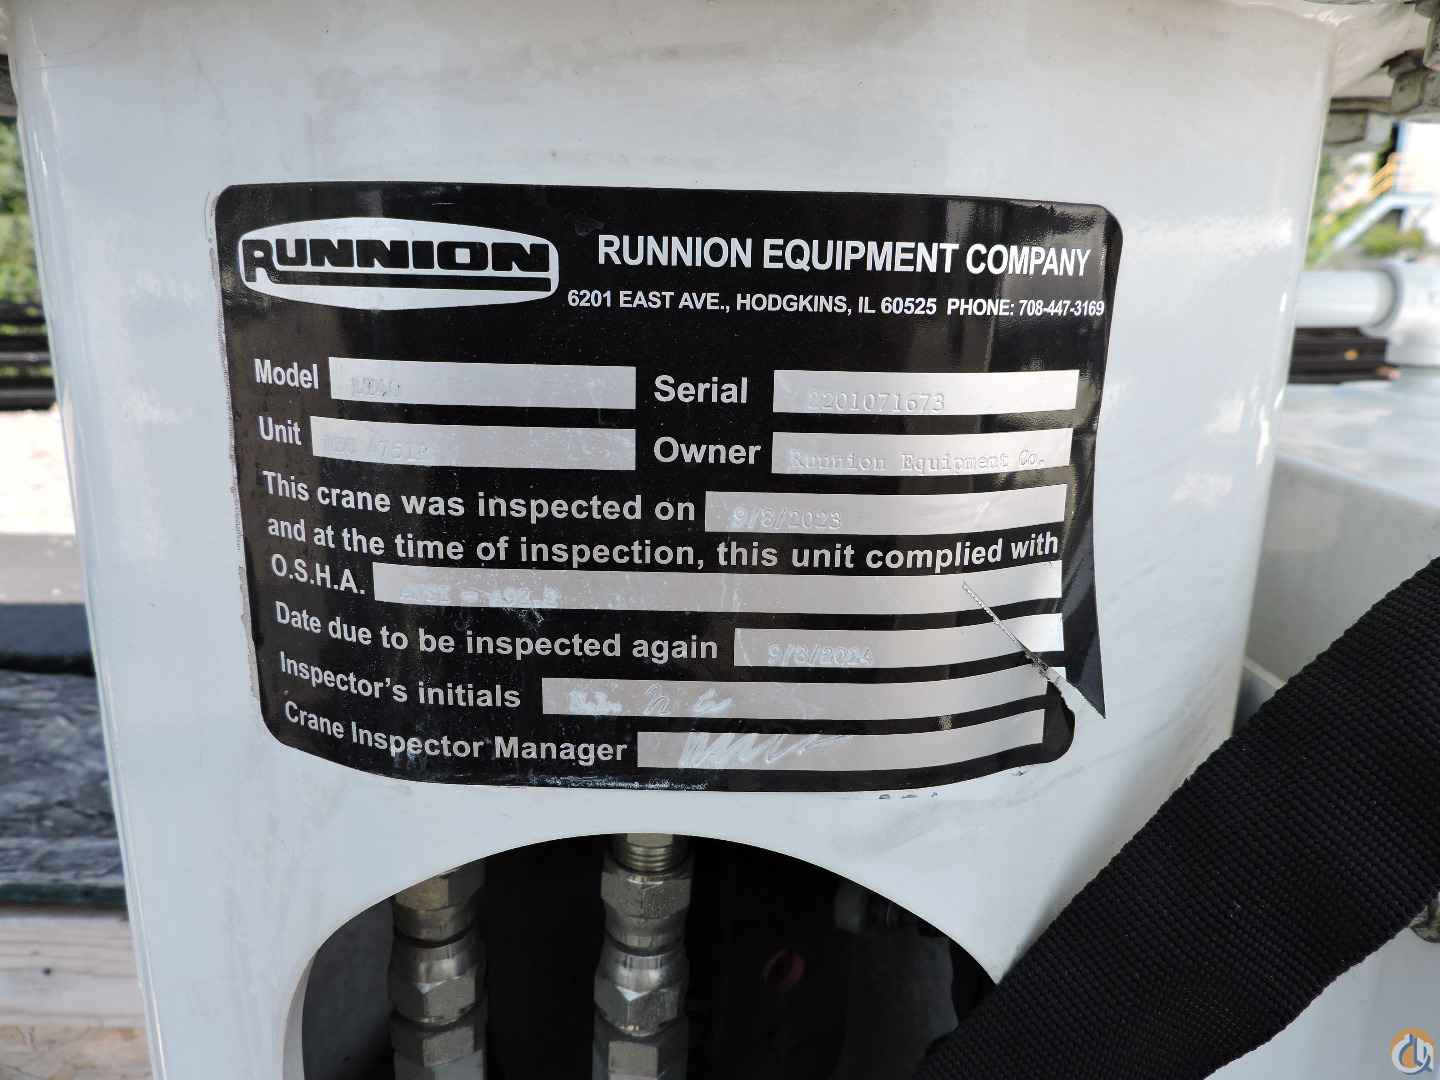 RUNNION
RUNNION EQUIPMENT COMPANY
6201 EAST AVE., HODGKINS, IL 60525 PHONE: 708-447-3169
Model
Serial 2201071673
Unit
Owner Runnion Equipment Co.
This crane was inspected on 9/8/2023
and at the time of inspection, this unit complied with
O.S.H.A.
Date due to be inspected again 9/8/2024
Inspector's initials
Crane Inspector Manager